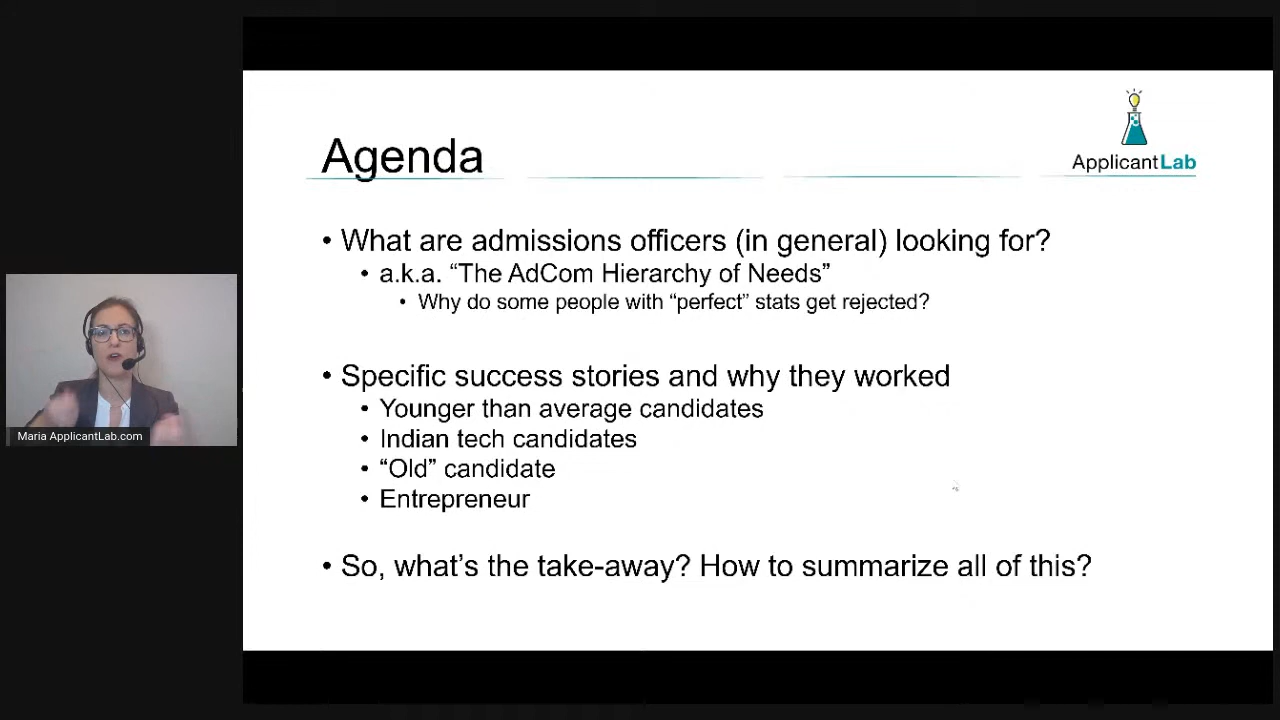 Agenda
ApplicantLab
• What are admissions officers (in general) looking for?
• a.k.a. “The AdCom Hierarchy of Needs”
• Why do some people with “perfect” stats get rejected?
• Specific success stories and why they worked
• Younger than average candidates
• Indian tech candidates
• “Old” candidate
• Entrepreneur
• So, what’s the take-away? How to summarize all of this?
Maria ApplicantLab.com